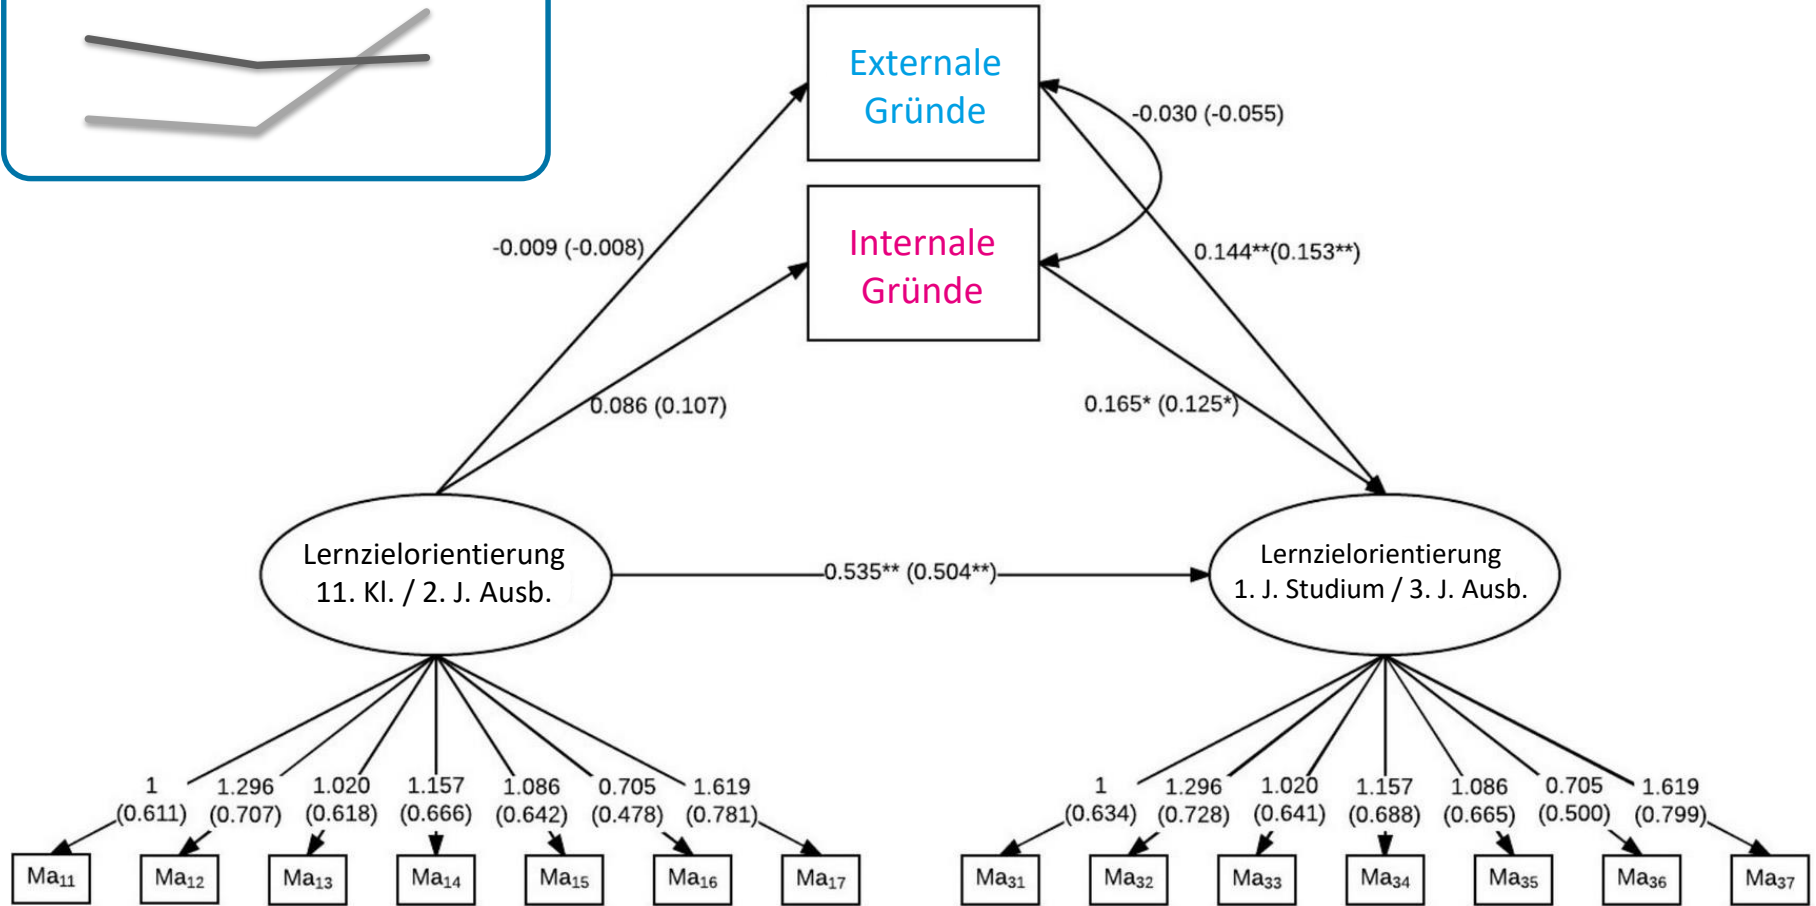 Externale
Gründe
-0.030 (-0.055)
Internale
Gründe
-0.009 (-0.008)
0.144**(0.153**)
0.086 (0.107)
0.165* (0.125*)
Lernzielorientierung
11. Kl. / 2. J. Ausb.
0.535** (0.504**)
Lernzielorientierung
1. J. Studium / 3. J. Ausb.
1 1.296 1.020 1.157 1.086 0.705 1.619
(0.611) (0.707) (0.618) (0.666) (0.642) (0.478) (0.781)
Ma11 Ma12 Ma13 Ma14 Ma15 Ma16 Ma17
1 1.296 1.020 1.157 1.086 0.705 1.619
(0.634) (0.728) (0.641) (0.688) (0.665) (0.500) (0.799)
Ma31 Ma32 Ma33 Ma34 Ma35 Ma36 Ma37